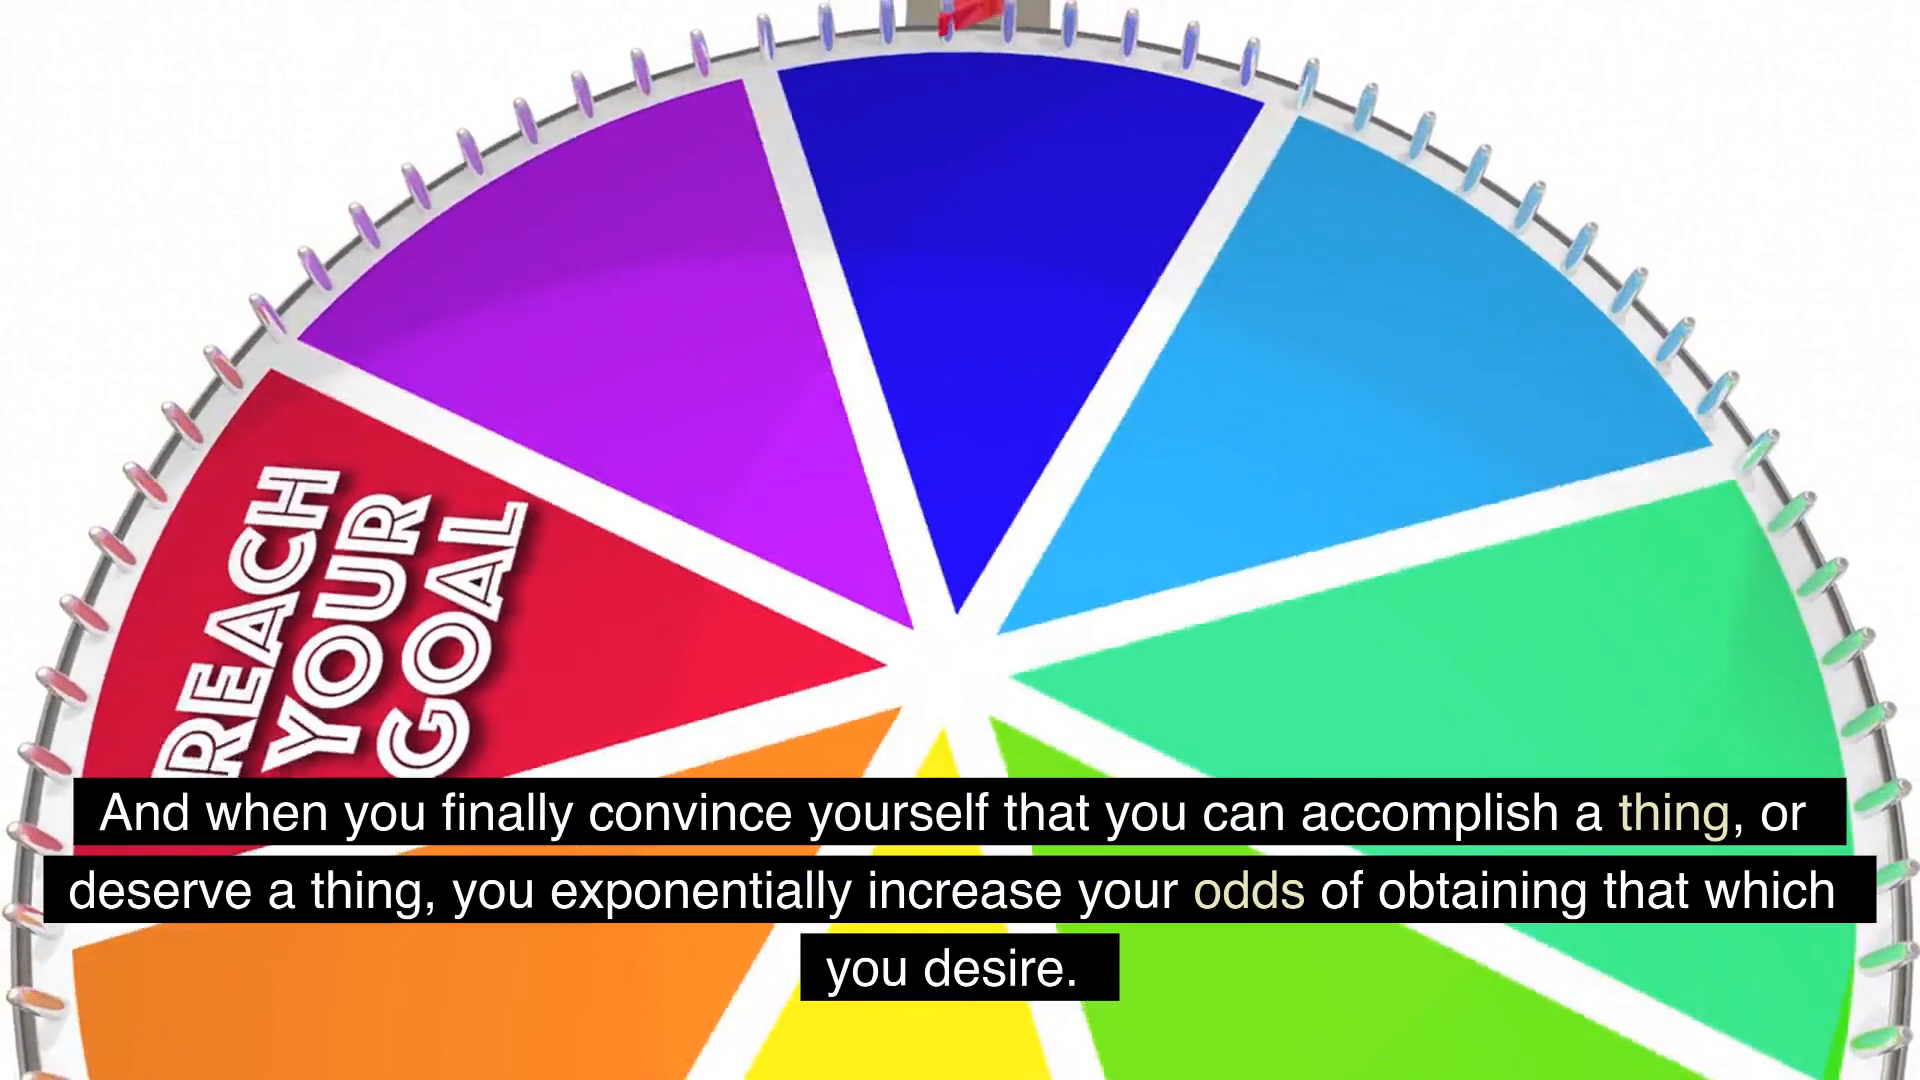 REACH
YOUR
GOAL
And when you finally convince yourself that you can accomplish a thing, or
deserve a thing, you exponentially increase your odds of obtaining that which
you desire.